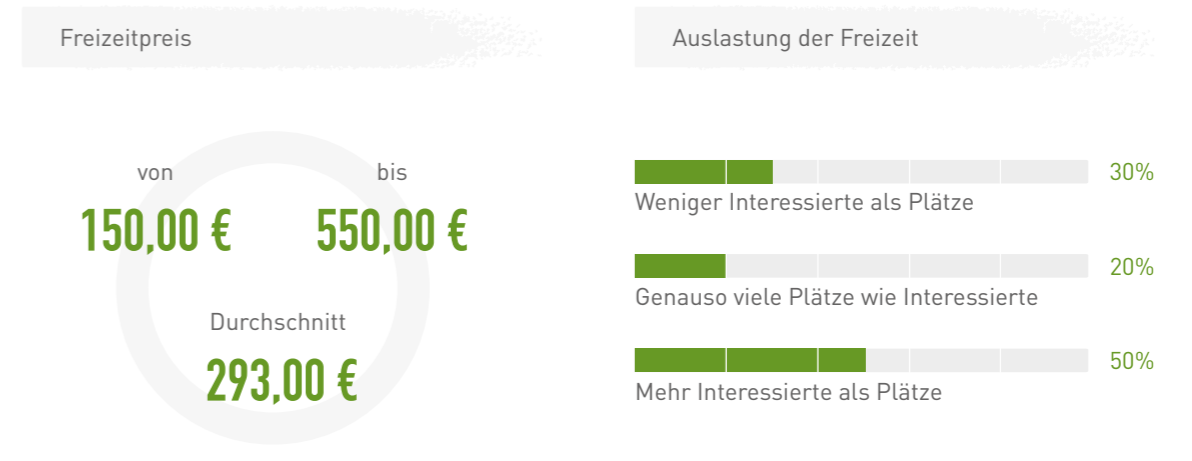 Freizeitpreis
von
bis
150,00 €
550,00 €
Durchschnitt
293,00 €
Auslastung der Freizeit
30%
Weniger Interessierte als Plätze
20%
Genauso viele Plätze wie Interessierte
50%
Mehr Interessierte als Plätze